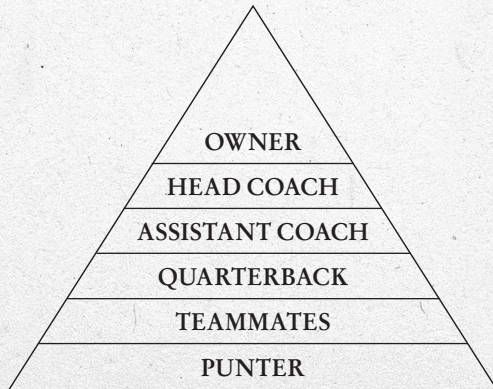 OWNER
HEAD COACH
ASSISTANT COACH
QUARTERBACK
TEAMMATES
PUNTER